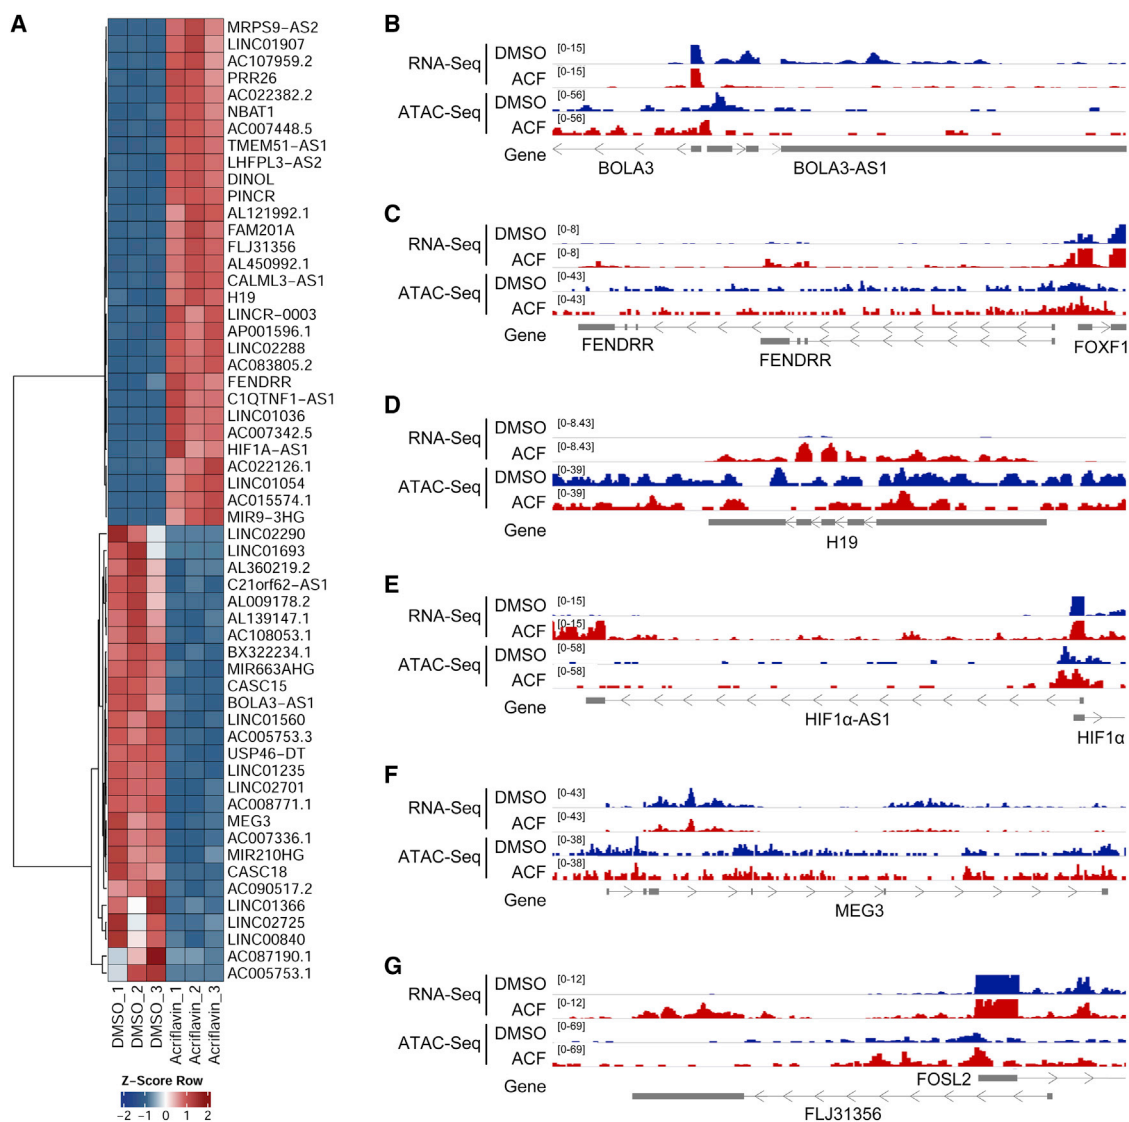 A
MRPS9-AS2
LINC01907
AC107959.2
PRR26
AC022382.2
NBAT1
AC007448.5
TMEM51-AS1
LHFPL3-AS2
DINOL
PINCR
AL121992.1
FAM201A
FLJ31356
AL450992.1
CALML3-AS1
H19
LINCR-0003
AP001596.1
LINC02288
AC083805.2
FENDRR
C1QTNF1-AS1
LINC01036
AC007342.5
HIF1A-AS1
AC022126.1
LINC01054
AC015574.1
MIR9-3HG
LINC02290
LINC01693
AL360219.2
C21orf62-AS1
AL009178.2
AL139147.1
AC108053.1
BX322234.1
MIR663AHG
CASC15
BOLA3-AS1
LINC01560
AC005753.3
USP46-DT
LINC01235
LINC02701
AC008771.1
MEG3
AC007336.1
MIR210HG
CASC18
AC090517.2
LINC01366
LINC02725
LINC00840
AC087190.1
AC005753.1
DMSO_1
DMSO_2
DMSO_3
Acriflavin_1
Acriflavin_2
Acriflavin_3
Z-Score Row
-2 -1 0 1 2
B
RNA-Seq
DMSO [0-15]
ACF [0-15]
ATAC-Seq
DMSO [0-56]
ACF [0-56]
Gene
BOLA3 BOLA3-AS1
C
RNA-Seq
DMSO [0-8]
ACF [0-8]
ATAC-Seq
DMSO [0-43]
ACF [0-43]
Gene
FENDRR FENDRR FOXF1
D
RNA-Seq
DMSO [0-8.43]
ACF [0-8.43]
ATAC-Seq
DMSO [0-39]
ACF [0-39]
Gene
H19
E
RNA-Seq
DMSO [0-15]
ACF [0-15]
ATAC-Seq
DMSO [0-58]
ACF [0-58]
Gene
HIF1α-AS1
HIF1α
F
RNA-Seq
DMSO [0-43]
ACF [0-43]
ATAC-Seq
DMSO [0-38]
ACF [0-38]
Gene
MEG3
G
RNA-Seq
DMSO [0-12]
ACF [0-12]
ATAC-Seq
DMSO [0-69]
ACF [0-69]
Gene
FOSL2
FLJ31356